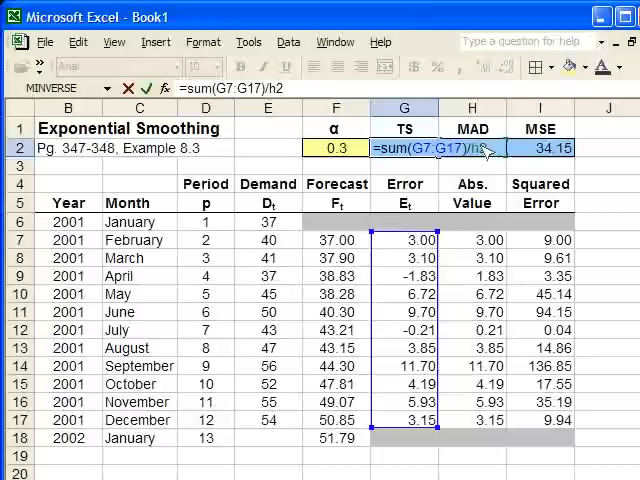 Microsoft Excel - Book1
File Edit View Insert Format Tools Data Window Help Type a question for help
Arial B I U $ %
MINVERSE =sum(G7:G17)/h2
B C D E F G H I J
1 Exponential Smoothing α TS MAD MSE
2 Pg. 347-348, Example 8.3 0.3 =sum(G7:G17)/h2 34.15
3
4 Period Demand Forecast Error Abs. Squared
5 Year Month p Dt Ft Et Value Error
6 2001 January 1 37
7 2001 February 2 40 37.00 3.00 3.00 9.00
8 2001 March 3 41 37.90 3.10 3.10 9.61
9 2001 April 4 37 38.83 -1.83 1.83 3.35
10 2001 May 5 45 38.28 6.72 6.72 45.14
11 2001 June 6 50 40.30 9.70 9.70 94.15
12 2001 July 7 43 43.21 -0.21 0.21 0.04
13 2001 August 8 47 43.15 3.85 3.85 14.86
14 2001 September 9 56 44.30 11.70 11.70 136.85
15 2001 October 10 52 47.81 4.19 4.19 17.55
16 2001 November 11 55 49.07 5.93 5.93 35.19
17 2001 December 12 54 50.85 3.15 3.15 9.94
18 2002 January 13 51.79
19
20